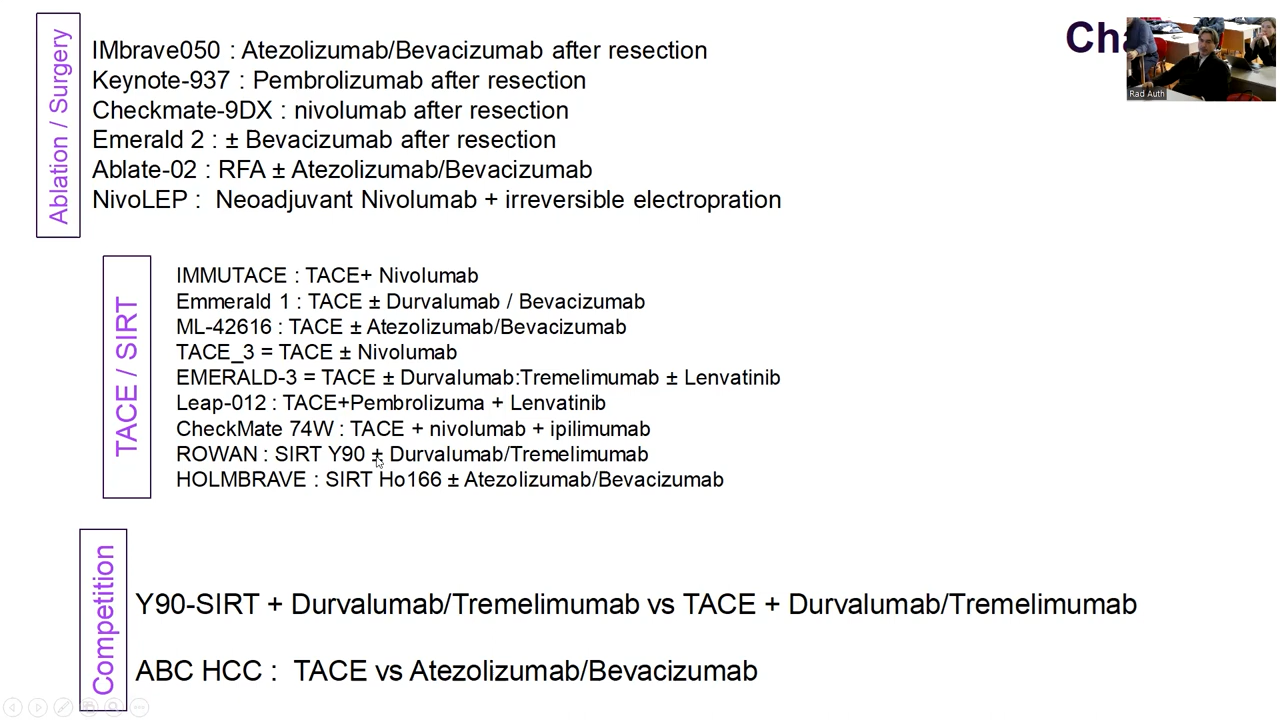 Ch
Rad Auth
Ablation / Surgery
IMbrave050 : Atezolizumab/Bevacizumab after resection
Keynote-937 : Pembrolizumab after resection
Checkmate-9DX : nivolumab after resection
Emerald 2 : ± Bevacizumab after resection
Ablate-02 : RFA ± Atezolizumab/Bevacizumab
NivoLEP :  Neoadjuvant Nivolumab + irreversible electropration
TACE / SIRT
IMMUTACE : TACE+ Nivolumab
Emmerald 1 : TACE ± Durvalumab / Bevacizumab
ML-42616 : TACE ± Atezolizumab/Bevacizumab
TACE_3 = TACE ± Nivolumab
EMERALD-3 = TACE ± Durvalumab:Tremelimumab ± Lenvatinib
Leap-012 : TACE+Pembrolizuma + Lenvatinib
CheckMate 74W : TACE + nivolumab + ipilimumab
ROWAN : SIRT Y90 ± Durvalumab/Tremelimumab
HOLMBRAVE : SIRT Ho166 ± Atezolizumab/Bevacizumab
Competition
Y90-SIRT + Durvalumab/Tremelimumab vs TACE + Durvalumab/Tremelimumab
ABC HCC :  TACE vs Atezolizumab/Bevacizumab